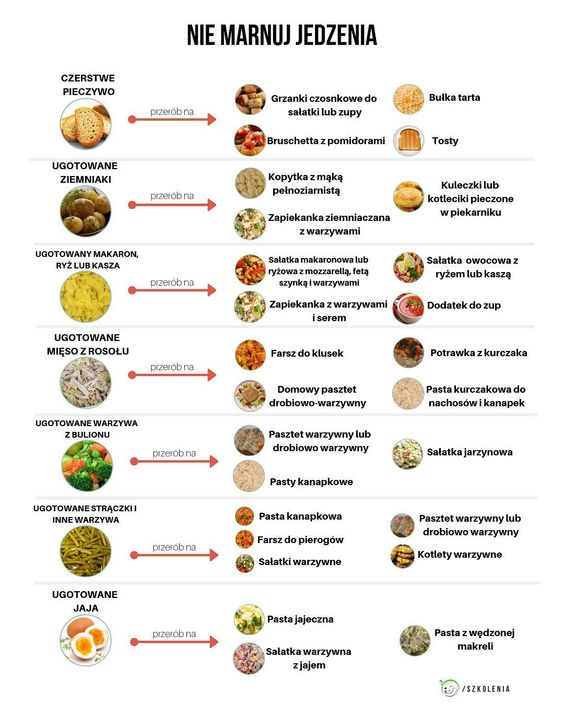 NIE MARNUJ JEDZENIA
CZERSTWE
PIECZYWO
przerób na
Grzanki czosnkowe do
sałatki lub zupy
Bułka tarta
Bruschetta z pomidorami
Tosty
UGOTOWANE
ZIEMNIAKI
przerób na
Kopytka z mąką
pełnoziarnistą
Kuleczki lub
kotleciki pieczone
w piekarniku
Zapiekanka ziemniaczana
z warzywami
UGOTOWANY MAKARON,
RYŻ LUB KASZA
przerób na
Sałatka makaronowa lub
ryżowa z mozzarellą, fetą
szynką i warzywami
Sałatka owocowa z
ryżem lub kaszą
Zapiekanka z warzywami
i serem
Dodatek do zup
UGOTOWANE
MIĘSO Z ROSOŁU
przerób na
Farsz do klusek
Potrawka z kurczaka
Domowy pasztet
drobiowo-warzywny
Pasta kurczakowa do
nachosów i kanapek
UGOTOWANE WARZYWA
Z BULIONU
przerób na
Pasztet warzywny lub
drobiowo warzywny
Sałatka jarzynowa
Pasty kanapkowe
UGOTOWANE STRĄCZKI I
INNE WARZYWA
przerób na
Pasta kanapkowa
Farsz do pierogów
Sałatki warzywne
Pasztet warzywny lub
drobiowo warzywny
Kotlety warzywne
UGOTOWANE
JAJA
przerób na
Pasta jajeczna
Sałatka warzywna
z jajem
Pasta z wędzonej
makreli
/SZKOLENIA